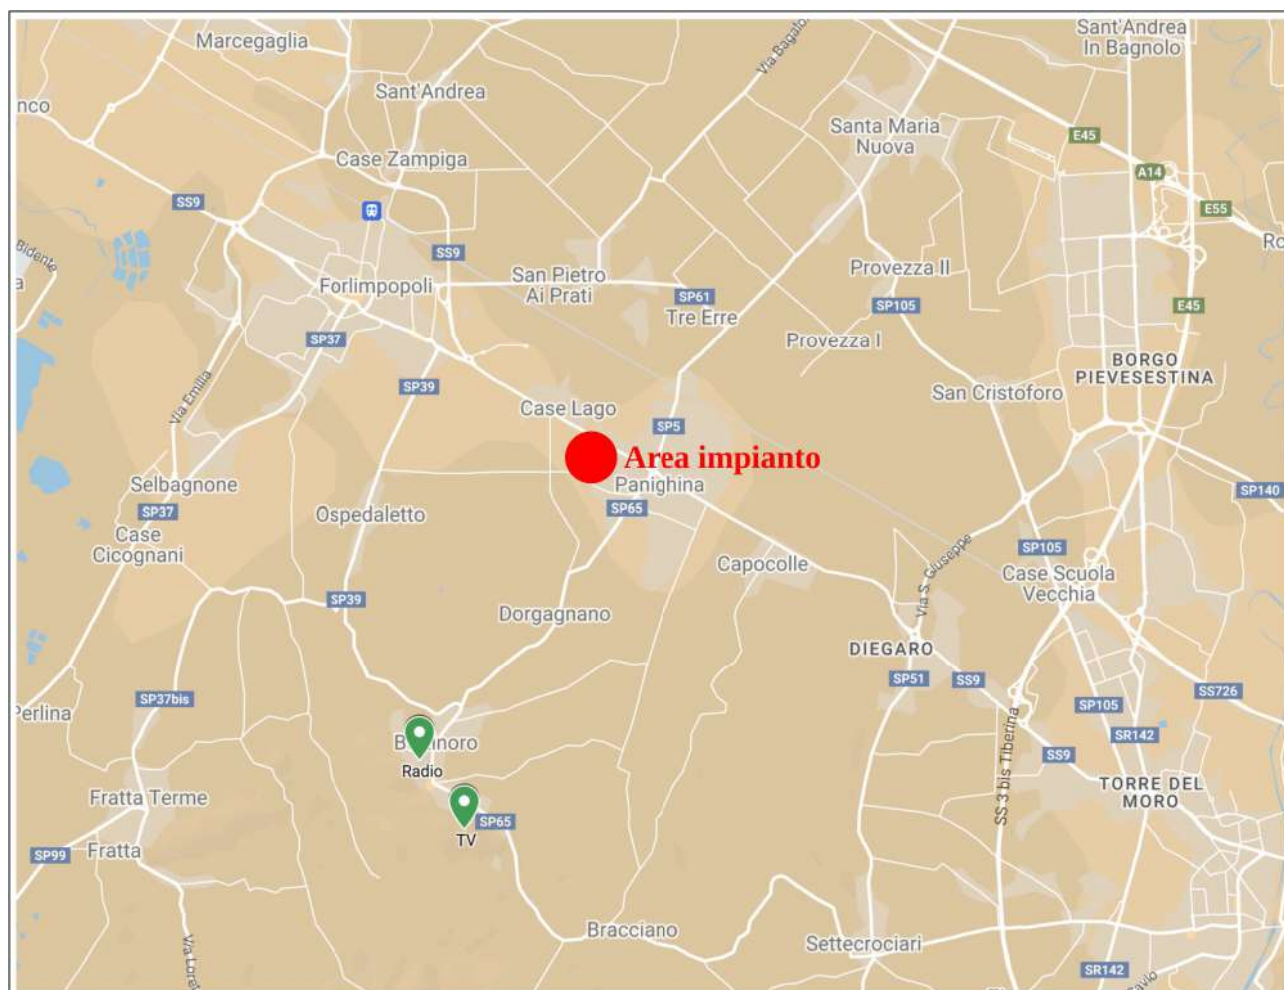 Marcegaglia
Sant'Andrea
In Bagnolo
Via Bagalo
Sant'Andrea
nco
Santa Maria
Nuova
E45
Case Zampiga
A14
SS9
E55
Ro
Bidente
SS9
Provezza II
San Pietro
Ai Prati
a
Forlimpopoli
SP61
SP105
E45
Tre Erre
SP37
Provezza I
BORGO
PIEVESESTINA
Via Emilia
SP39
San Cristoforo
Case Lago
SP5
Area impianto
Selbagnone
Panighina
SP140
SP37
SP65
Ospedaletto
Case
Cicognani
SP105
Via S. Giuseppe
Capocolle
Case Scuola
Vecchia
SP39
Dorgagnano
DIEGARO
SP51
SS9
SS726
SP37bis
SP105
Perlina
SR142
SS 3 bis Tiberina
SS9
Radio
TORRE DEL
MORO
Fratta Terme
SP65
TV
Fratta
SP99
Bracciano
Settecrociari
Via Loret
SR142